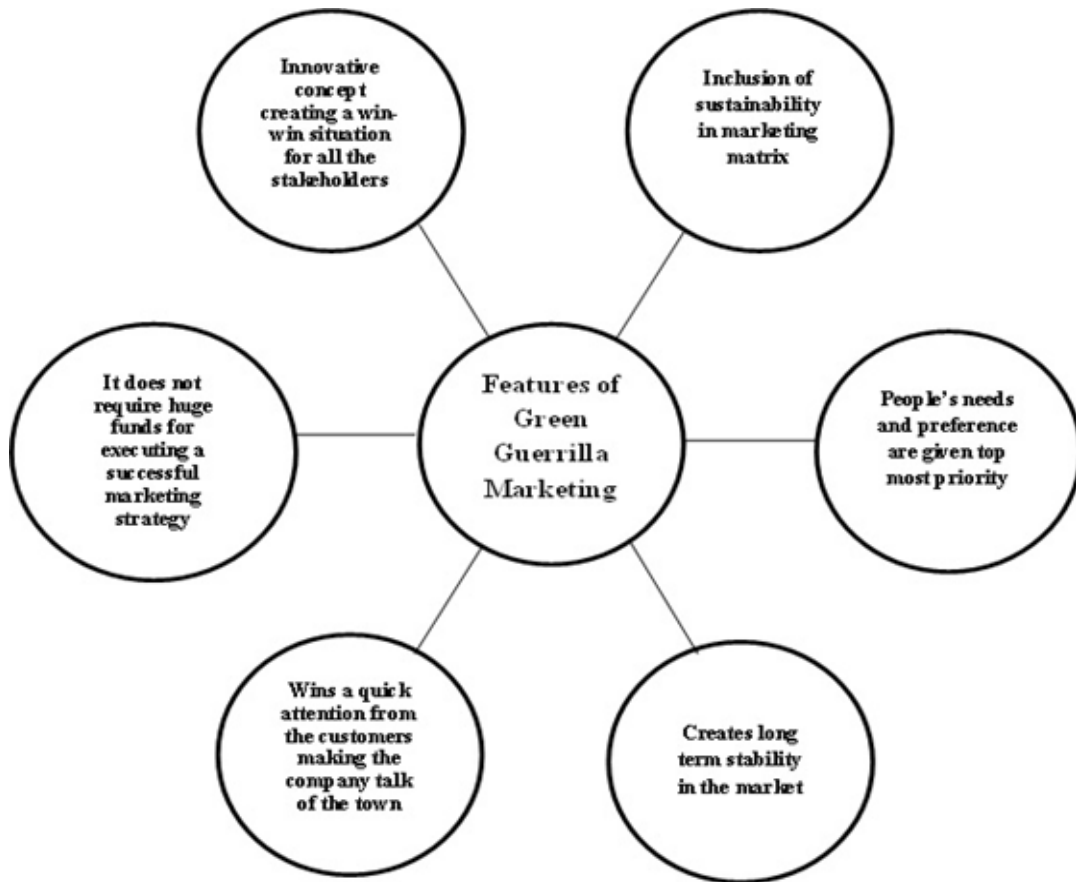 Innovative
concept
creating a win-
win situation
for all the
stakeholders
Inclusion of
sustainability
in marketing
matrix
It does not
require huge
funds for
executing a
successful
marketing
strategy
Features of
Green
Guerrilla
Marketing
People's needs
and preference
are given top
most priority
Wins a quick
attention from
the customers
making the
company talk
of the town
Creates long
term stability
in the market